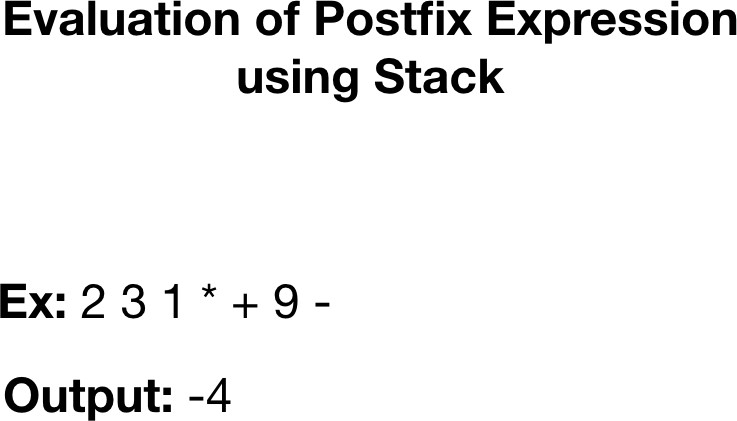 Evaluation of Postfix Expression
using Stack
Ex: 2 3 1 * + 9 -
Output: -4